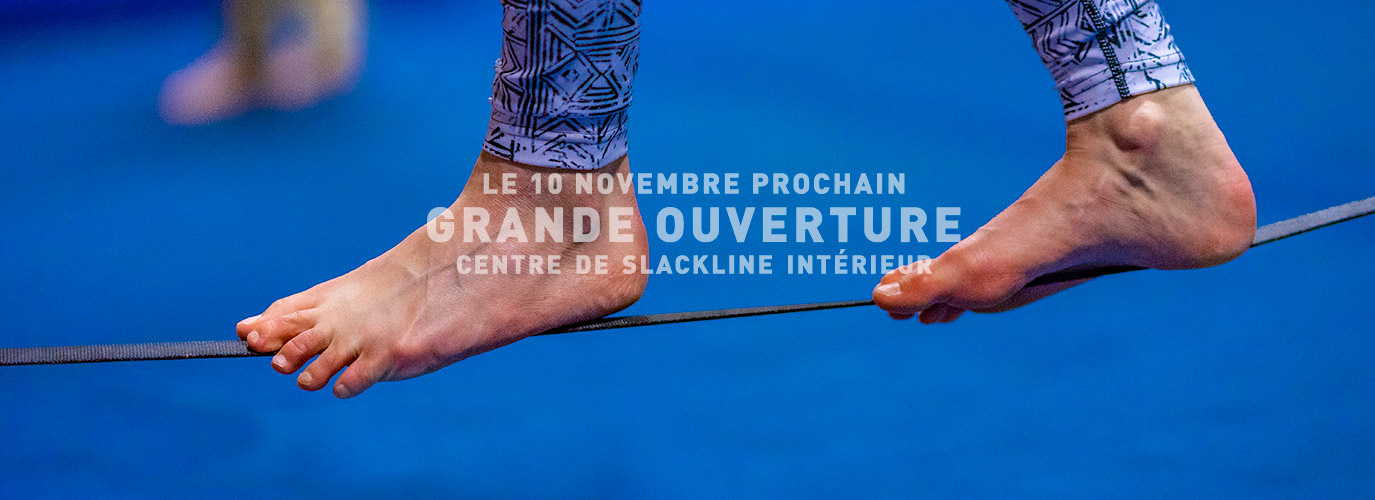 LE 10 NOVEMBRE PROCHAIN
GRANDE OUVERTURE
CENTRE DE SLACKLINE INTÉRIEUR